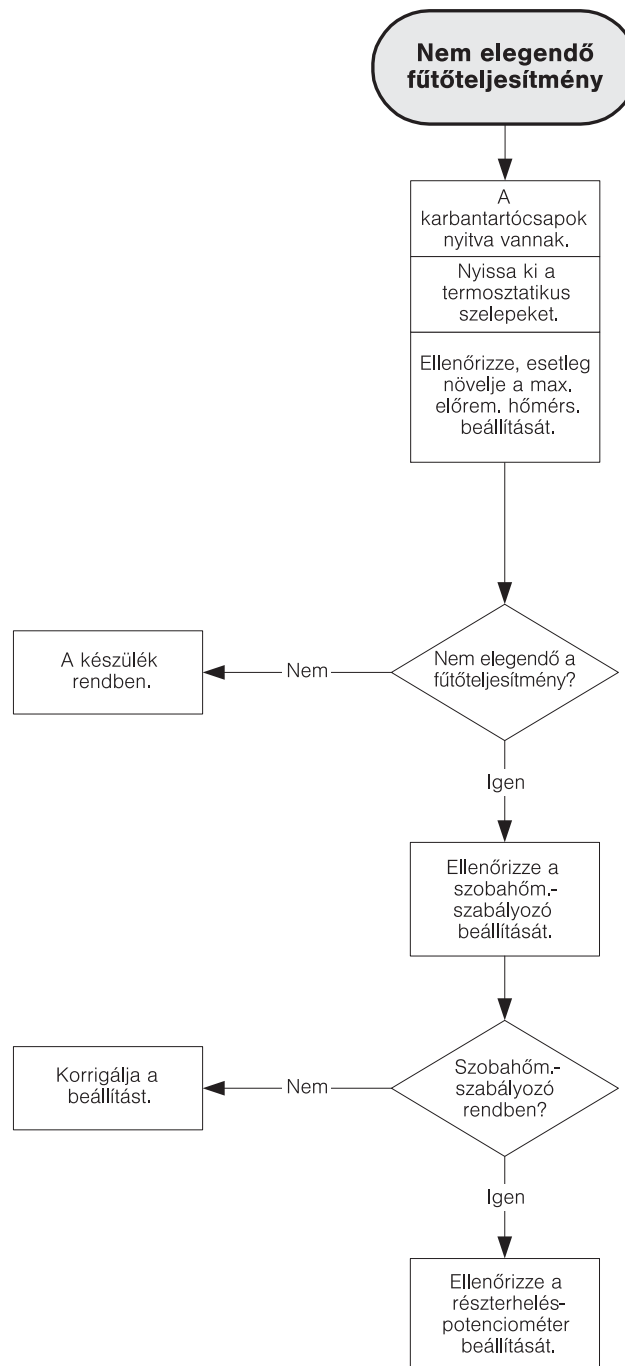 Nem elegendő
fűtőteljesítmény
A
karbantartócsapok
nyitva vannak.
Nyissa ki a
termosztatikus
szelepeket.
Ellenőrizze, esetleg
növelje a max.
előrem. hőmérs.
beállítását.
Nem elegendő a
fűtőteljesítmény?
Nem
A készülék
rendben.
Igen
Ellenőrizze a
szobahőm.-
szabályozó
beállítását.
Szobahőm.-
szabályozó
rendben?
Nem
Korrigálja a
beállítást.
Igen
Ellenőrizze a
részterhelés-
potenciométer
beállítását.